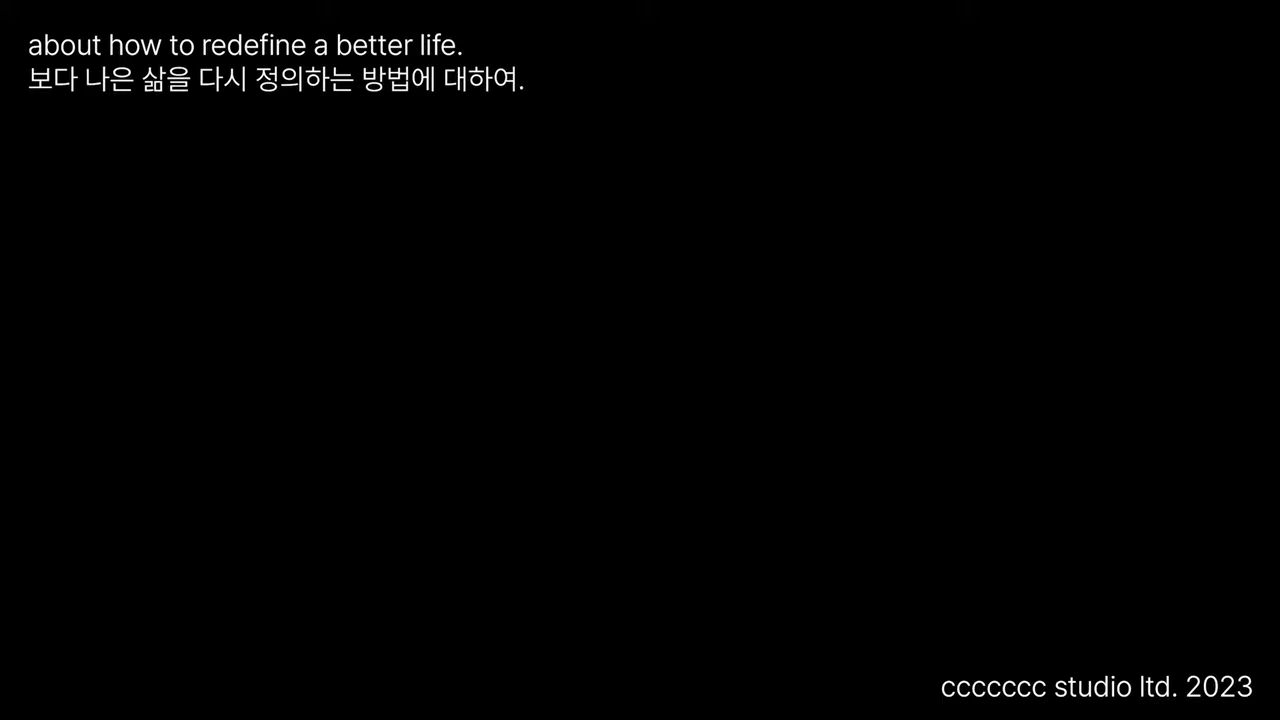 about how to redefine a better life.
보다 나은 삶을 다시 정의하는 방법에 대하여.
ccccccc studio ltd. 2023